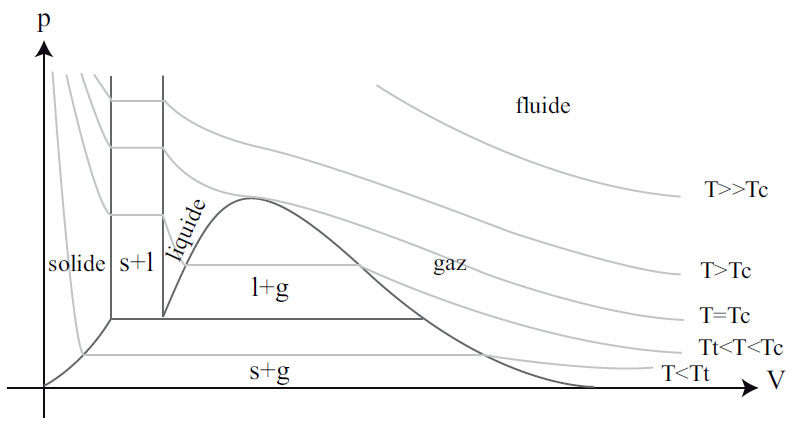 p
fluide
T>>Tc
liquide
solide
s+l
gaz
T>Tc
l+g
T=Tc
Tt<T<Tc
s+g
T<Tt
V